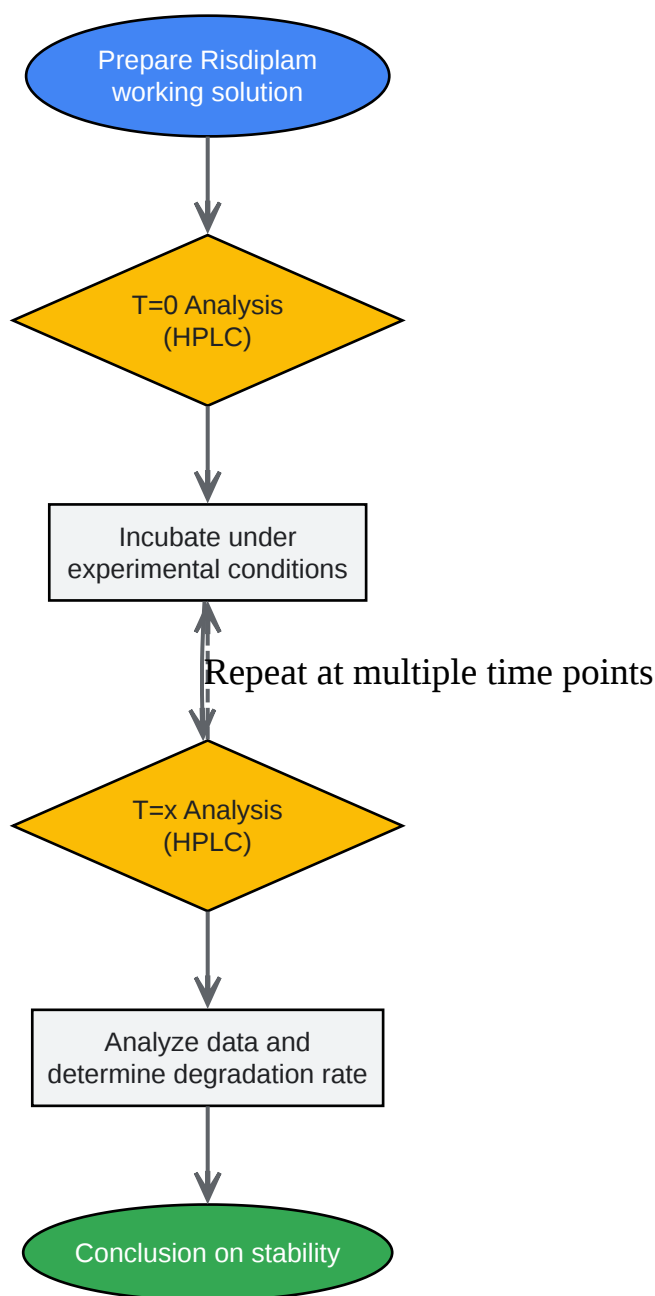 Prepare Risdiplam
working solution
T=0 Analysis
(HPLC)
Incubate under
experimental conditions
Repeat at multiple time points
T=x Analysis
(HPLC)
Analyze data and
determine degradation rate
Conclusion on stability